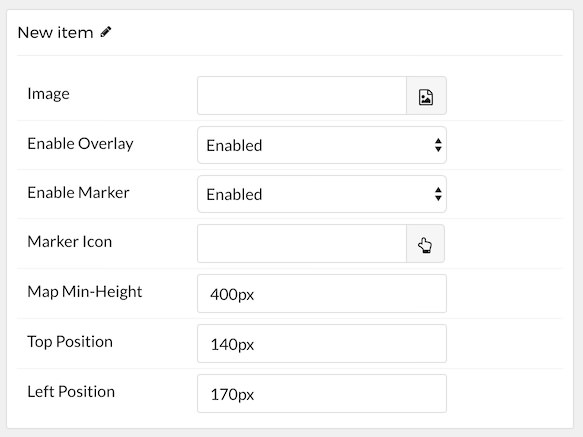 New item
Image
Enable Overlay Enabled
Enable Marker Enabled
Marker Icon
Map Min-Height 400px
Top Position 140px
Left Position 170px